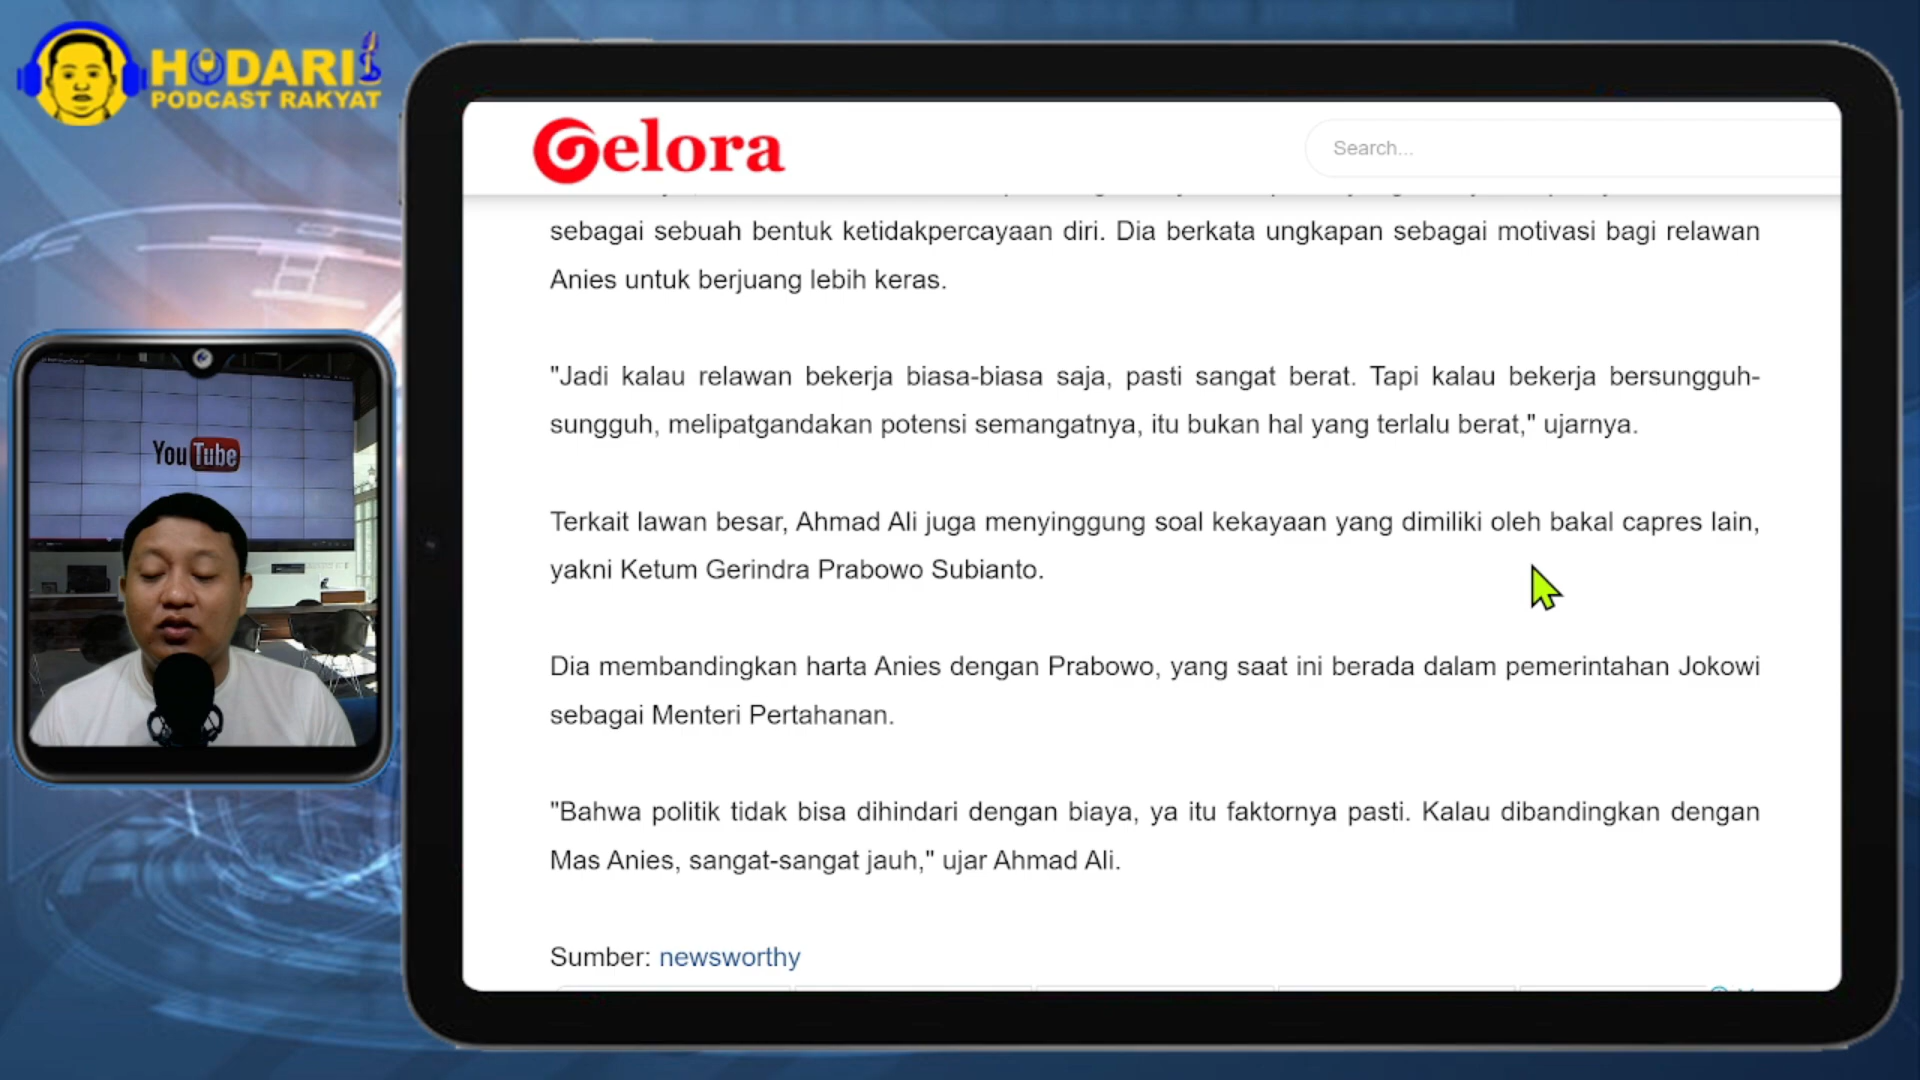 HODARI
PODCAST RAKYAT
Gelora
Search...
sebagai sebuah bentuk ketidakpercayaan diri. Dia berkata ungkapan sebagai motivasi bagi relawan
Anies untuk berjuang lebih keras.
"Jadi kalau relawan bekerja biasa-biasa saja, pasti sangat berat. Tapi kalau bekerja bersungguh-
sungguh, melipatgandakan potensi semangatnya, itu bukan hal yang terlalu berat," ujarnya.
Terkait lawan besar, Ahmad Ali juga menyinggung soal kekayaan yang dimiliki oleh bakal capres lain,
yakni Ketum Gerindra Prabowo Subianto.
Dia membandingkan harta Anies dengan Prabowo, yang saat ini berada dalam pemerintahan Jokowi
sebagai Menteri Pertahanan.
"Bahwa politik tidak bisa dihindari dengan biaya, ya itu faktornya pasti. Kalau dibandingkan dengan
Mas Anies, sangat-sangat jauh," ujar Ahmad Ali.
Sumber: newsworthy
YouTube